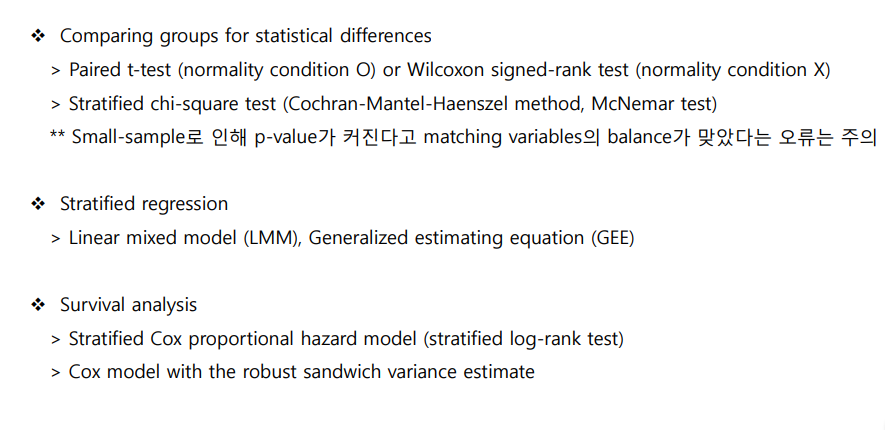 ❖ Comparing groups for statistical differences
> Paired t-test (normality condition O) or Wilcoxon signed-rank test (normality condition X)
> Stratified chi-square test (Cochran-Mantel-Haenszel method, McNemar test)
** Small-sample로 인해 p-value가 커진다고 matching variables의 balance가 맞았다는 오류는 주의
❖ Stratified regression
> Linear mixed model (LMM), Generalized estimating equation (GEE)
❖ Survival analysis
> Stratified Cox proportional hazard model (stratified log-rank test)
> Cox model with the robust sandwich variance estimate